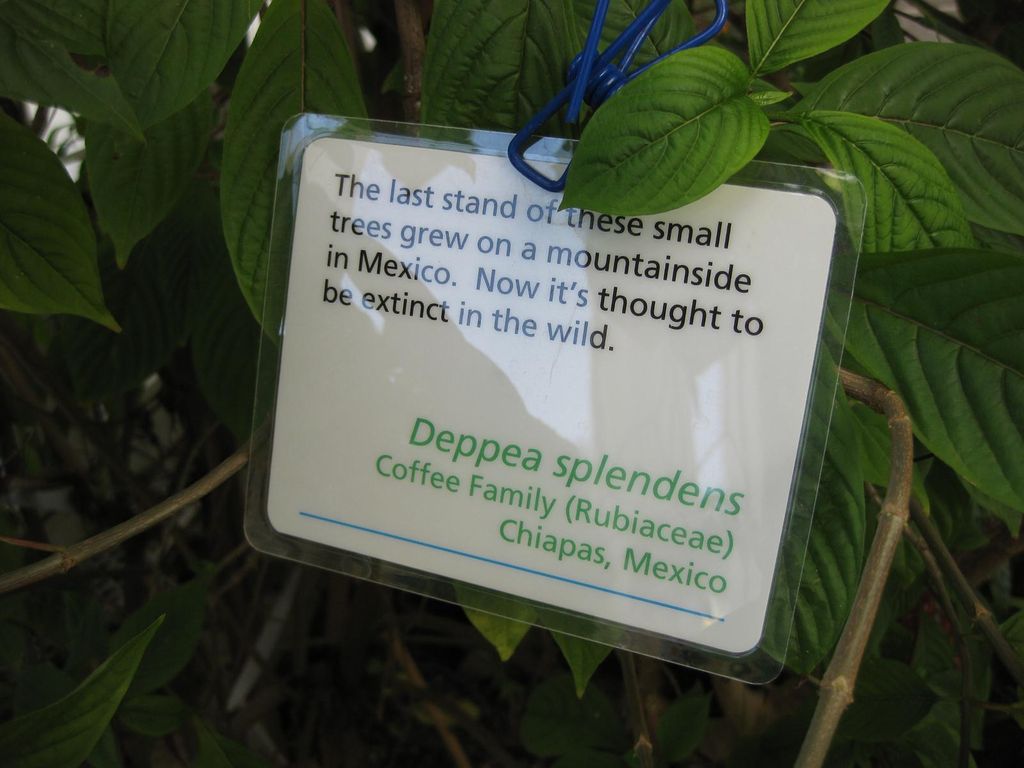 The last stand of these small
trees grew on a mountainside
in Mexico. Now it's thought to
be extinct in the wild.
Deppea splendens
Coffee Family (Rubiaceae)
Chiapas, Mexico